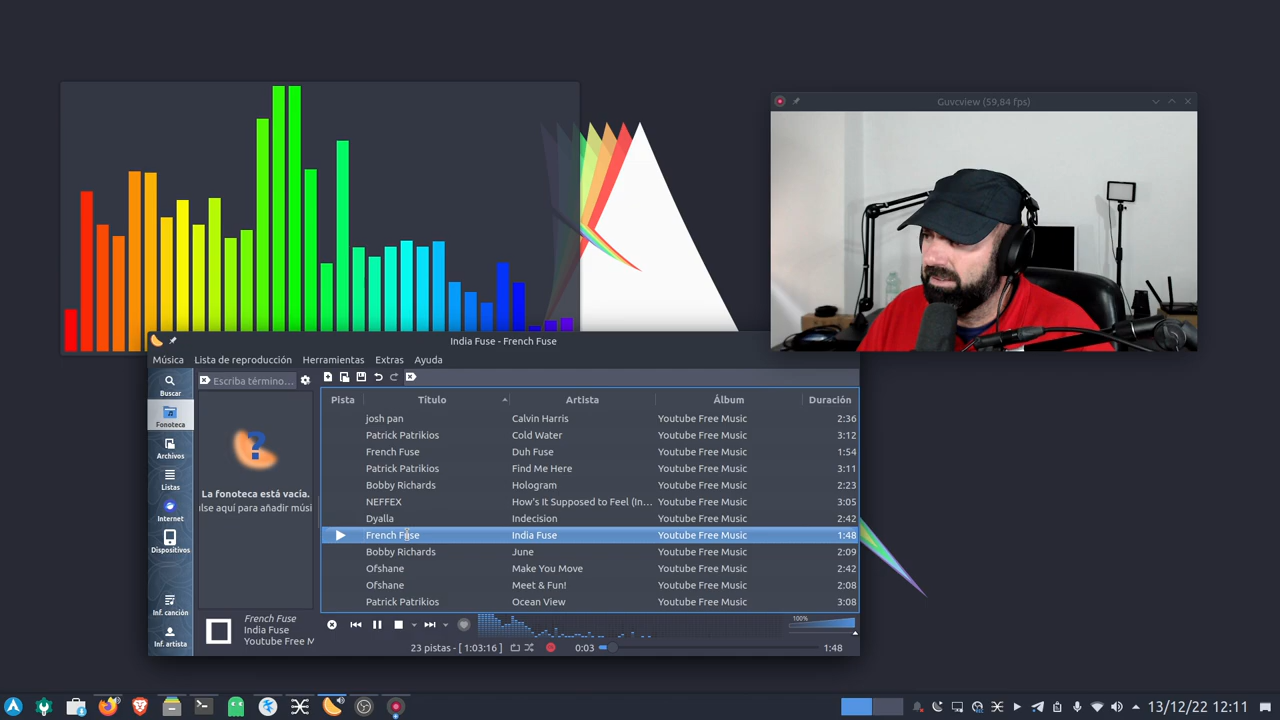 Guvcview (59,84 fps)
India Fuse - French Fuse
Música Lista de reproducción Herramientas Extras Ayuda
Buscar
Escriba término...
Fonoteca
Archivos
Listas
Internet
Dispositivos
Inf. canción
Inf. artista
La fonoteca está vacía.
ulse aquí para añadir músi
Pista Título Artista Álbum Duración
josh pan Calvin Harris Youtube Free Music 2:36
Patrick Patrikios Cold Water Youtube Free Music 3:12
French Fuse Duh Fuse Youtube Free Music 1:54
Patrick Patrikios Find Me Here Youtube Free Music 3:11
Bobby Richards Hologram Youtube Free Music 2:23
NEFFEX How's It Supposed to Feel (In... Youtube Free Music 3:05
Dyalla Indecision Youtube Free Music 2:42
French Fuse India Fuse Youtube Free Music 1:48
Bobby Richards June Youtube Free Music 2:09
Ofshane Make You Move Youtube Free Music 2:42
Ofshane Meet & Fun! Youtube Free Music 2:08
Patrick Patrikios Ocean View Youtube Free Music 3:08
French Fuse
India Fuse
Youtube Free M
100%
23 pistas - [ 1:03:16 ] 0:03 1:48
13/12/22 12:11